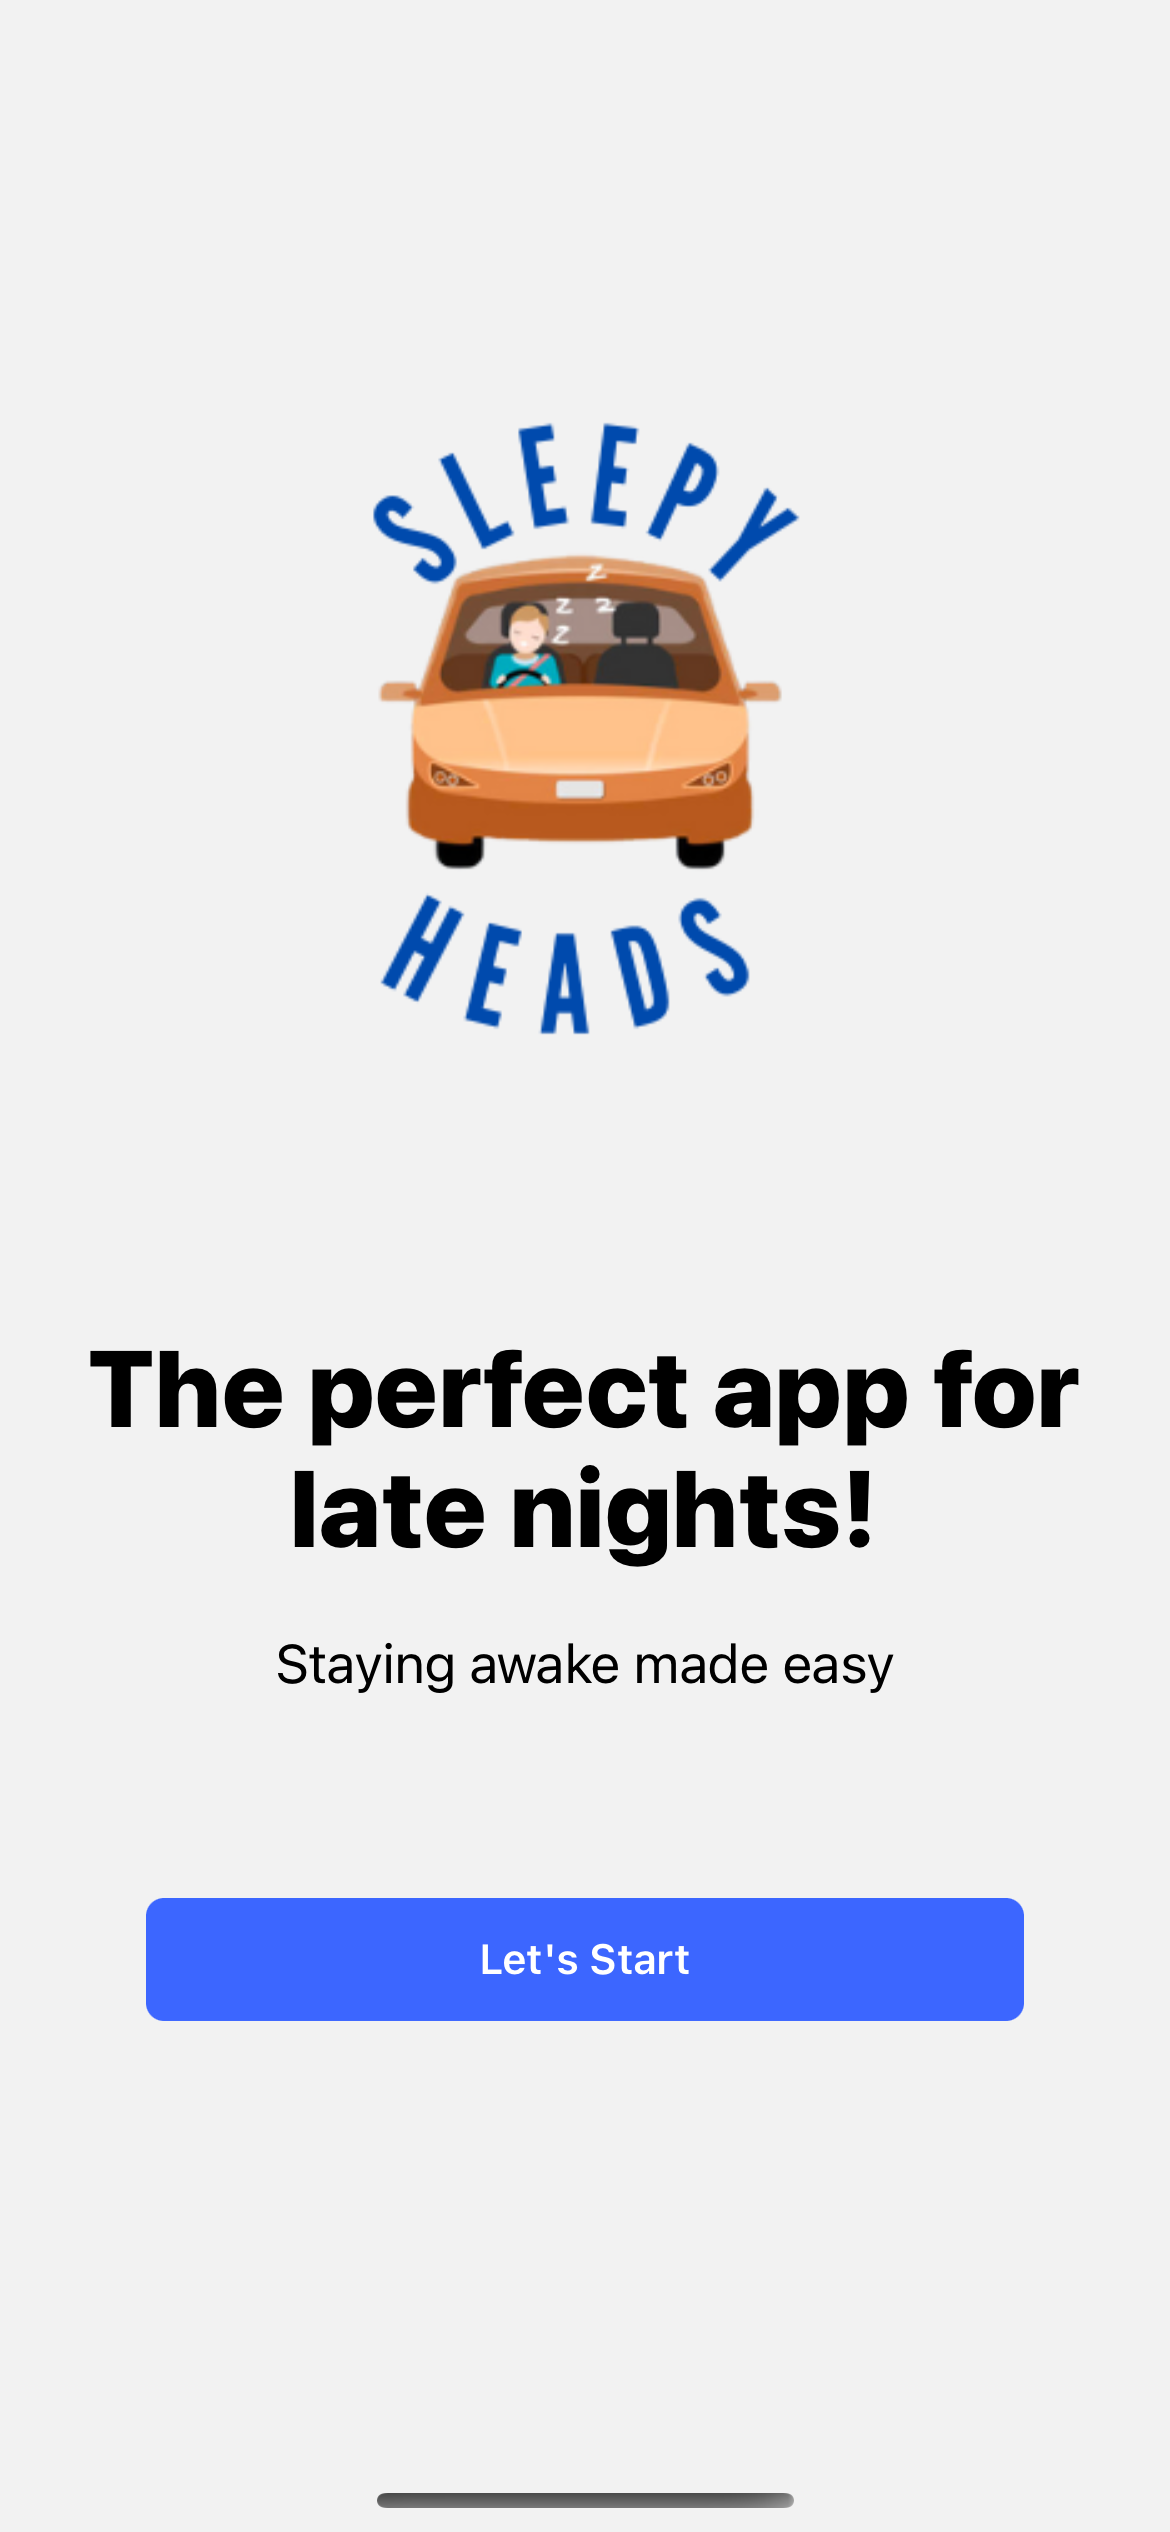 SLEEPY
z
z z
z
HEADS
The perfect app for
late nights!
Staying awake made easy
Let's Start